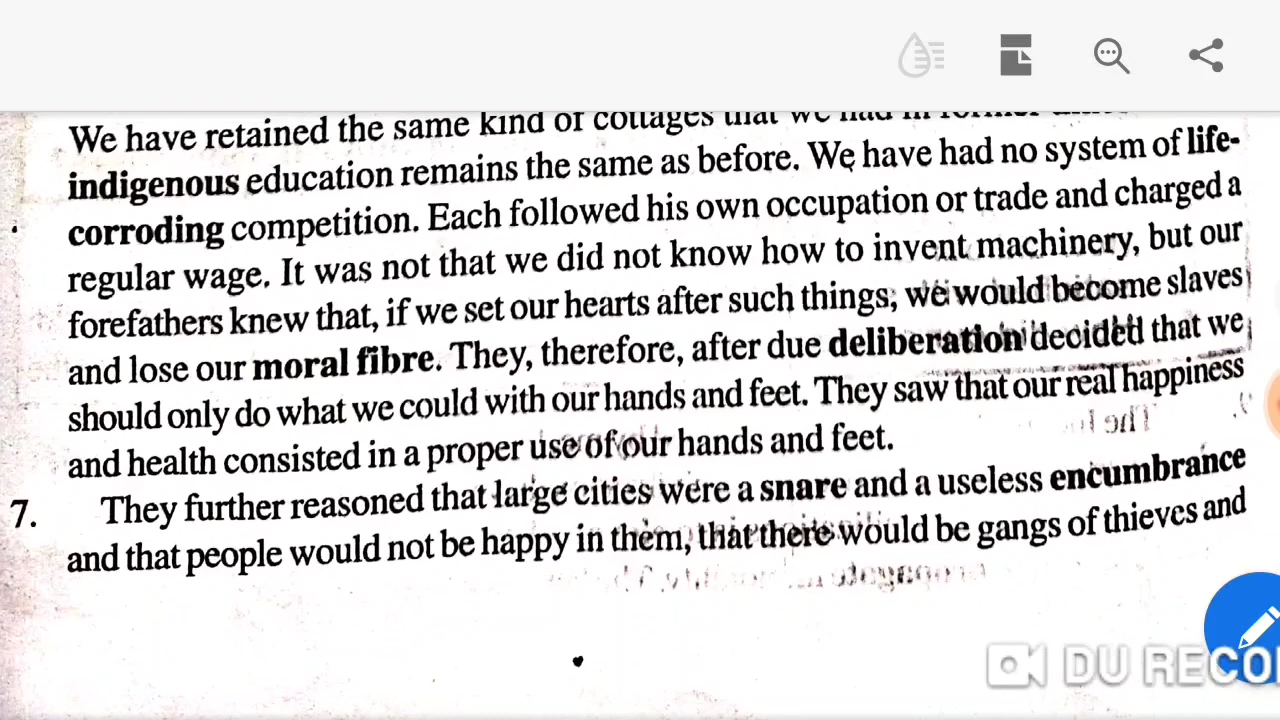 We have retained the same kind of cottages that we had in former
indigenous education remains the same as before. We have had no system of life-
corroding competition. Each followed his own occupation or trade and charged a
regular wage. It was not that we did not know how to invent machinery, but our
forefathers knew that, if we set our hearts after such things, we would become slaves
and lose our moral fibre. They, therefore, after due deliberation decided that we
should only do what we could with our hands and feet. They saw that our real happiness
and health consisted in a proper use of our hands and feet.
7. They further reasoned that large cities were a snare and a useless encumbrance
and that people would not be happy in them, that there would be gangs of thieves and
DU RECO